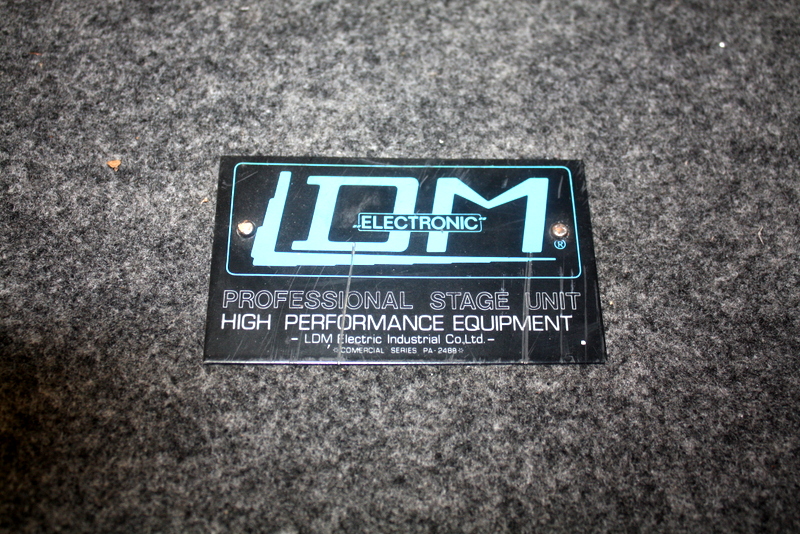 LDM
ELECTRONIC
®
PROFESSIONAL STAGE UNIT
HIGH PERFORMANCE EQUIPMENT
- LDM Electric Industrial Co.,Ltd. -
COMERCIAL SERIES PA-2488